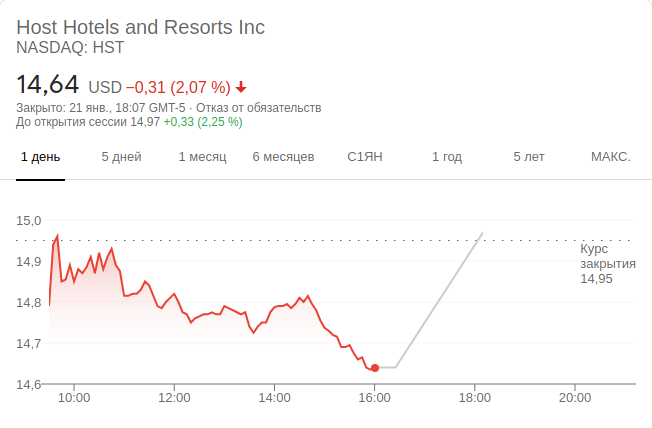 Host Hotels and Resorts Inc
NASDAQ: HST
14,64 USD −0,31 (2,07 %)
Закрыто: 21 янв., 18:07 GMT-5 · Отказ от обязательств
До открытия сессии 14,97 +0,33 (2,25 %)
1 день 5 дней 1 месяц 6 месяцев С1ЯН 1 год 5 лет МАКС.
15,0
Курс
закрытия
14,95
14,9
14,8
14,7
14,6
10:00 12:00 14:00 16:00 18:00 20:00